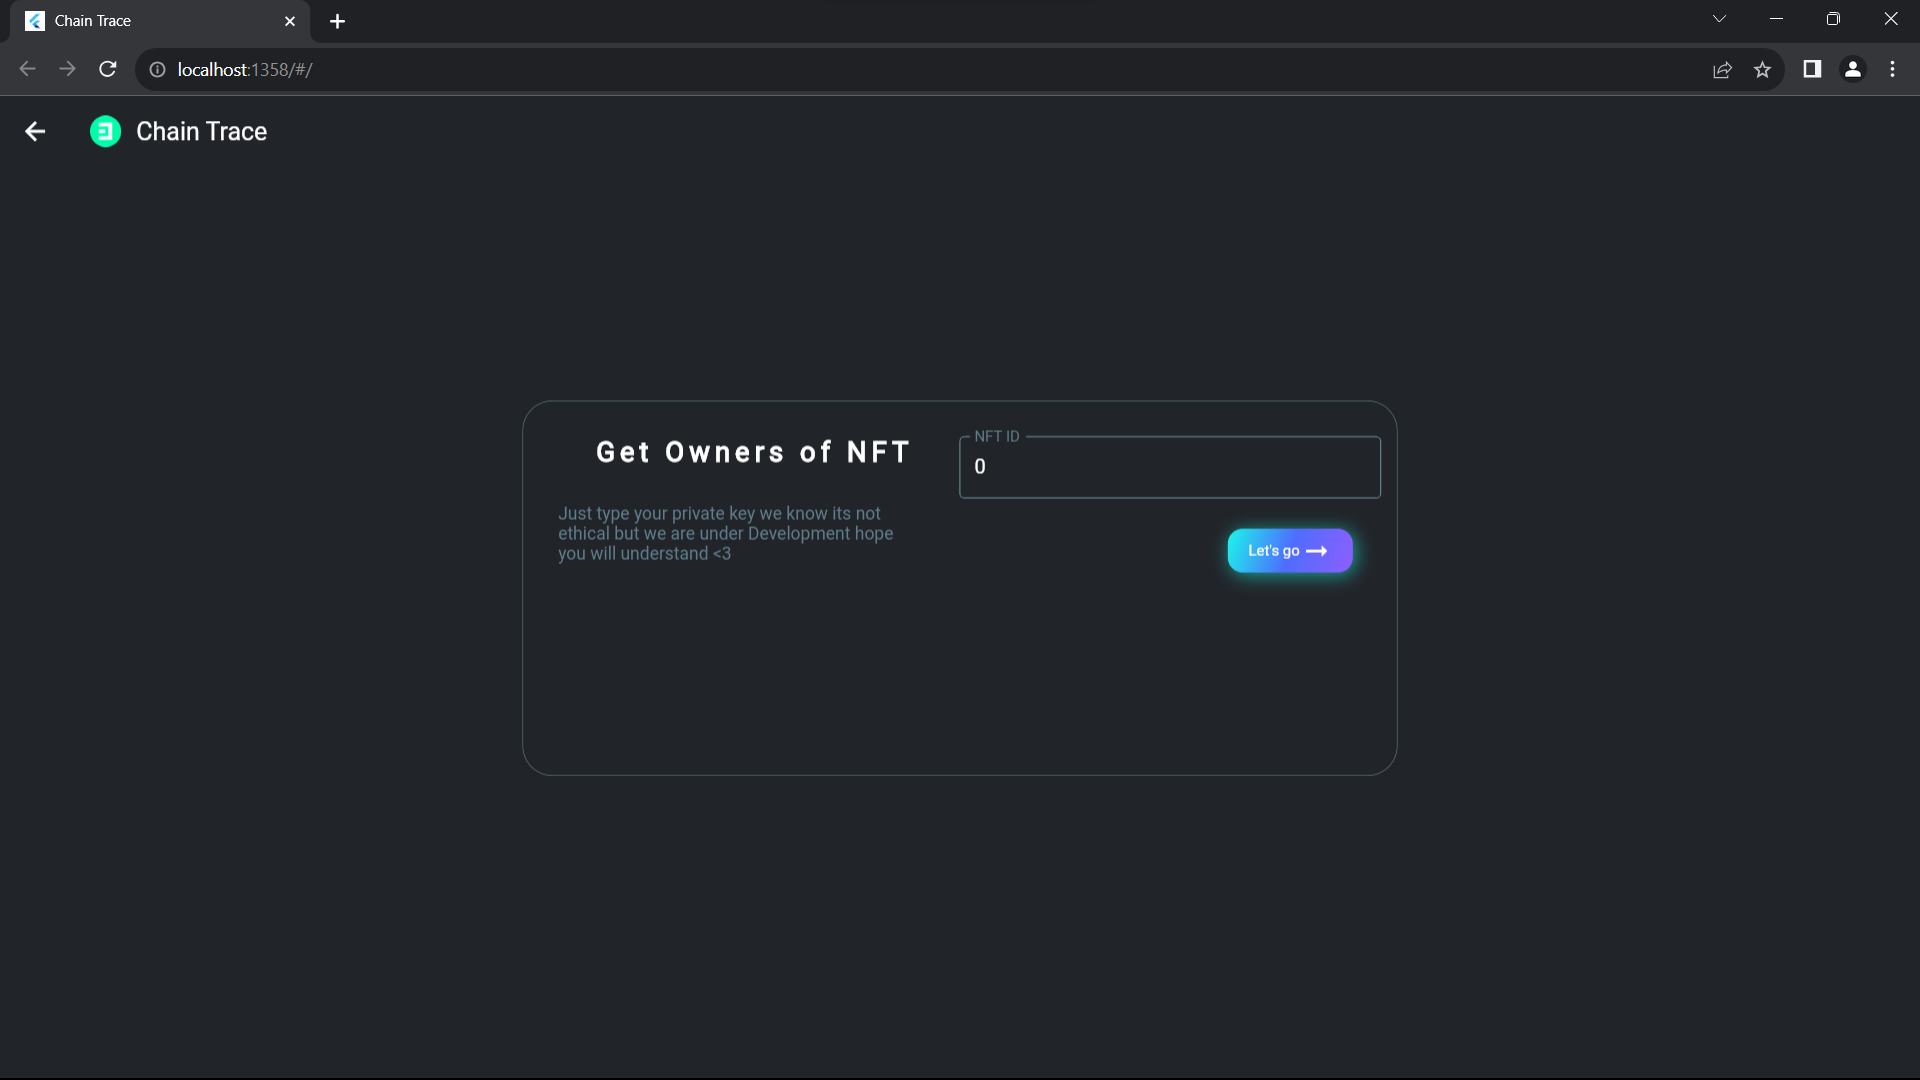 Chain Trace
localhost:1358/#/
Chain Trace
Get Owners of NFT
Just type your private key we know its not
ethical but we are under Development hope
you will understand <3
NFT ID
0
Let's go